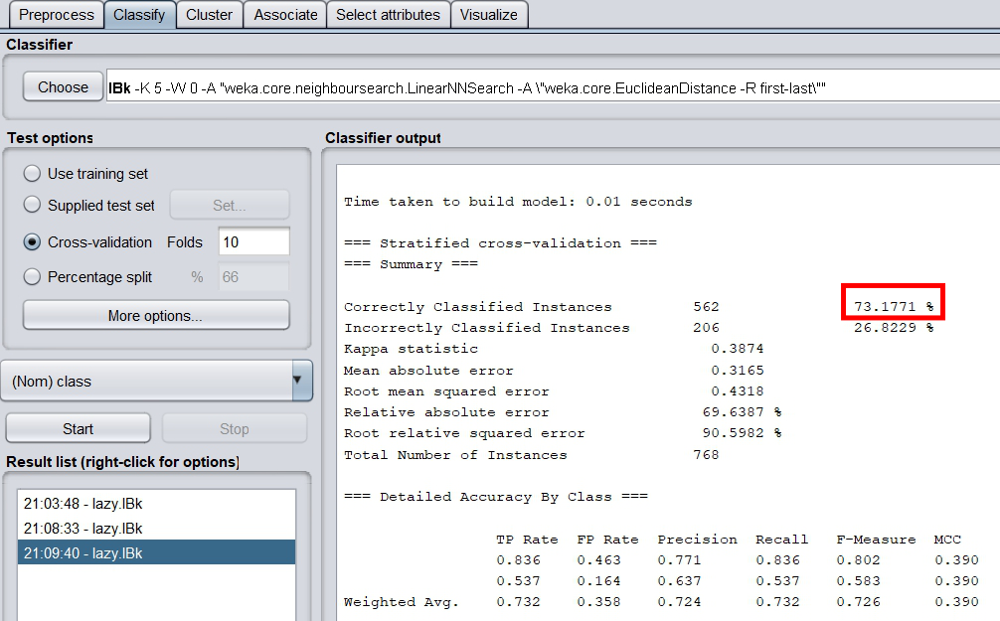 Preprocess Classify Cluster Associate Select attributes Visualize
Classifier
Choose IBk -K 5 -W 0 -A "weka.core.neighboursearch.LinearNNSearch -A \"weka.core.EuclideanDistance -R first-last\""
Test options
Use training set
Supplied test set Set...
Cross-validation Folds 10
Percentage split % 66
More options...
(Nom) class
Start Stop
Result list (right-click for options)
21:03:48 - lazy.IBk
21:08:33 - lazy.IBk
21:09:40 - lazy.IBk
Classifier output
Time taken to build model: 0.01 seconds
=== Stratified cross-validation ===
=== Summary ===
Correctly Classified Instances 562 73.1771 %
Incorrectly Classified Instances 206 26.8229 %
Kappa statistic 0.3874
Mean absolute error 0.3165
Root mean squared error 0.4318
Relative absolute error 69.6387 %
Root relative squared error 90.5982 %
Total Number of Instances 768
=== Detailed Accuracy By Class ===
TP Rate FP Rate Precision Recall F-Measure MCC
0.836 0.463 0.771 0.836 0.802 0.390
0.537 0.164 0.637 0.537 0.583 0.390
Weighted Avg. 0.732 0.358 0.724 0.732 0.726 0.390